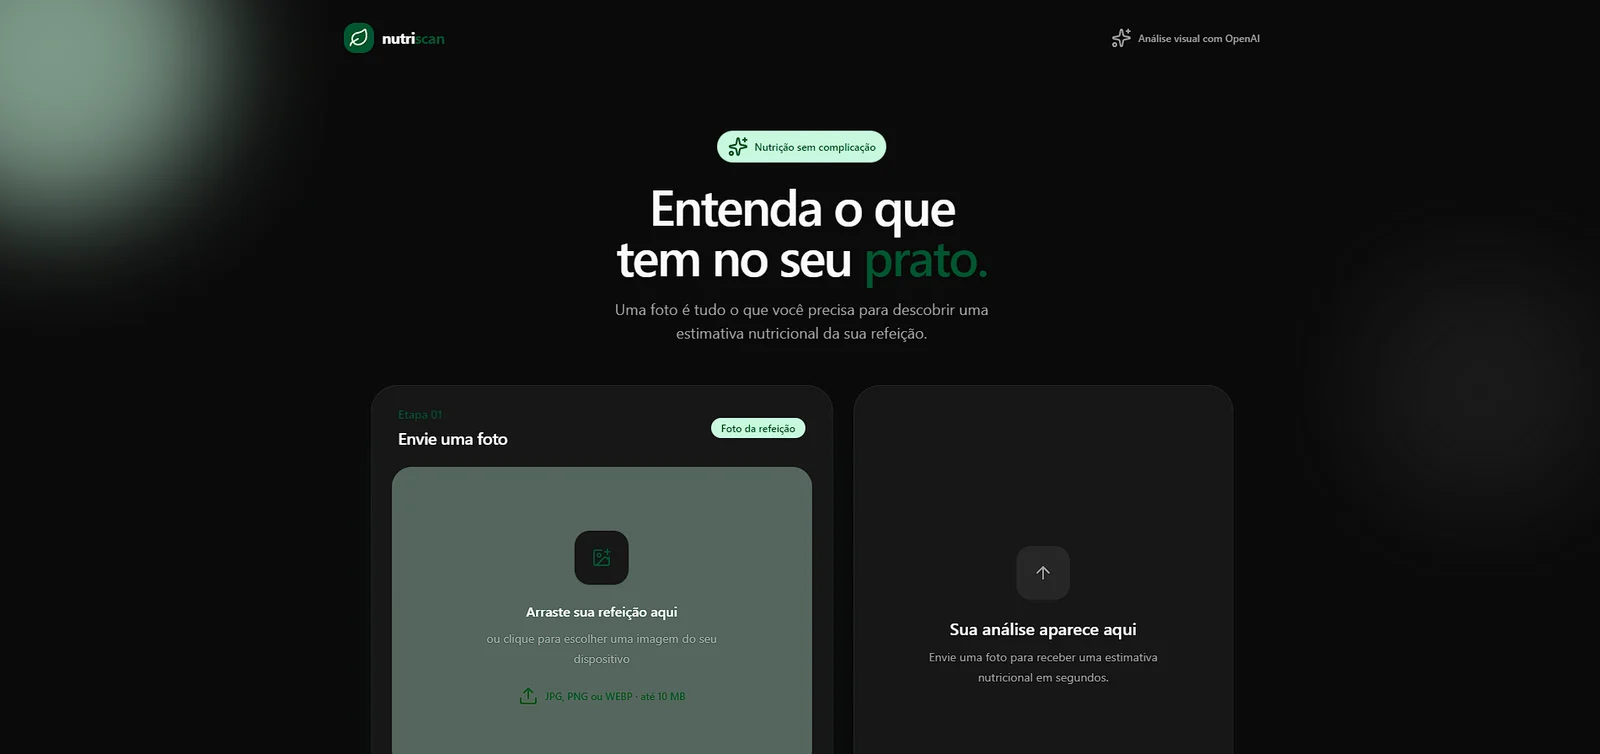 nutriscan
Análise visual com OpenAI
Nutrição sem complicação
Entenda o que
tem no seu prato.
Uma foto é tudo o que você precisa para descobrir uma
estimativa nutricional da sua refeição.
Etapa 01
Envie uma foto
Foto da refeição
Arraste sua refeição aqui
ou clique para escolher uma imagem do seu
dispositivo
JPG, PNG ou WEBP · até 10 MB
Sua análise aparece aqui
Envie uma foto para receber uma estimativa
nutricional em segundos.